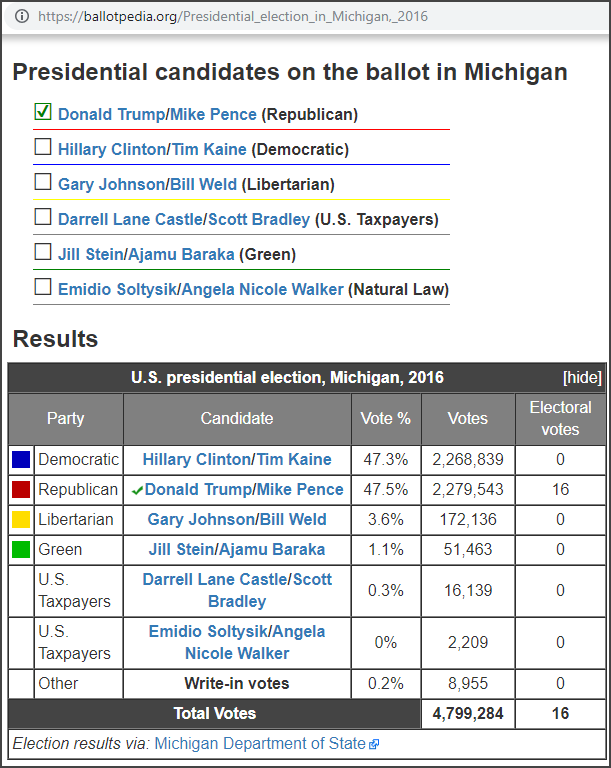 https://ballotpedia.org/Presidential_election_in_Michigan,_2016
Presidential candidates on the ballot in Michigan
Donald Trump/Mike Pence (Republican)
Hillary Clinton/Tim Kaine (Democratic)
Gary Johnson/Bill Weld (Libertarian)
Darrell Lane Castle/Scott Bradley (U.S. Taxpayers)
Jill Stein/Ajamu Baraka (Green)
Emidio Soltysik/Angela Nicole Walker (Natural Law)
Results
U.S. presidential election, Michigan, 2016 [hide]
Party Candidate Vote % Votes Electoral votes
Democratic Hillary Clinton/Tim Kaine 47.3% 2,268,839 0
Republican Donald Trump/Mike Pence 47.5% 2,279,543 16
Libertarian Gary Johnson/Bill Weld 3.6% 172,136 0
Green Jill Stein/Ajamu Baraka 1.1% 51,463 0
U.S. Taxpayers Darrell Lane Castle/Scott Bradley 0.3% 16,139 0
U.S. Taxpayers Emidio Soltysik/Angela Nicole Walker 0% 2,209 0
Other Write-in votes 0.2% 8,955 0
Total Votes 4,799,284 16
Election results via: Michigan Department of State